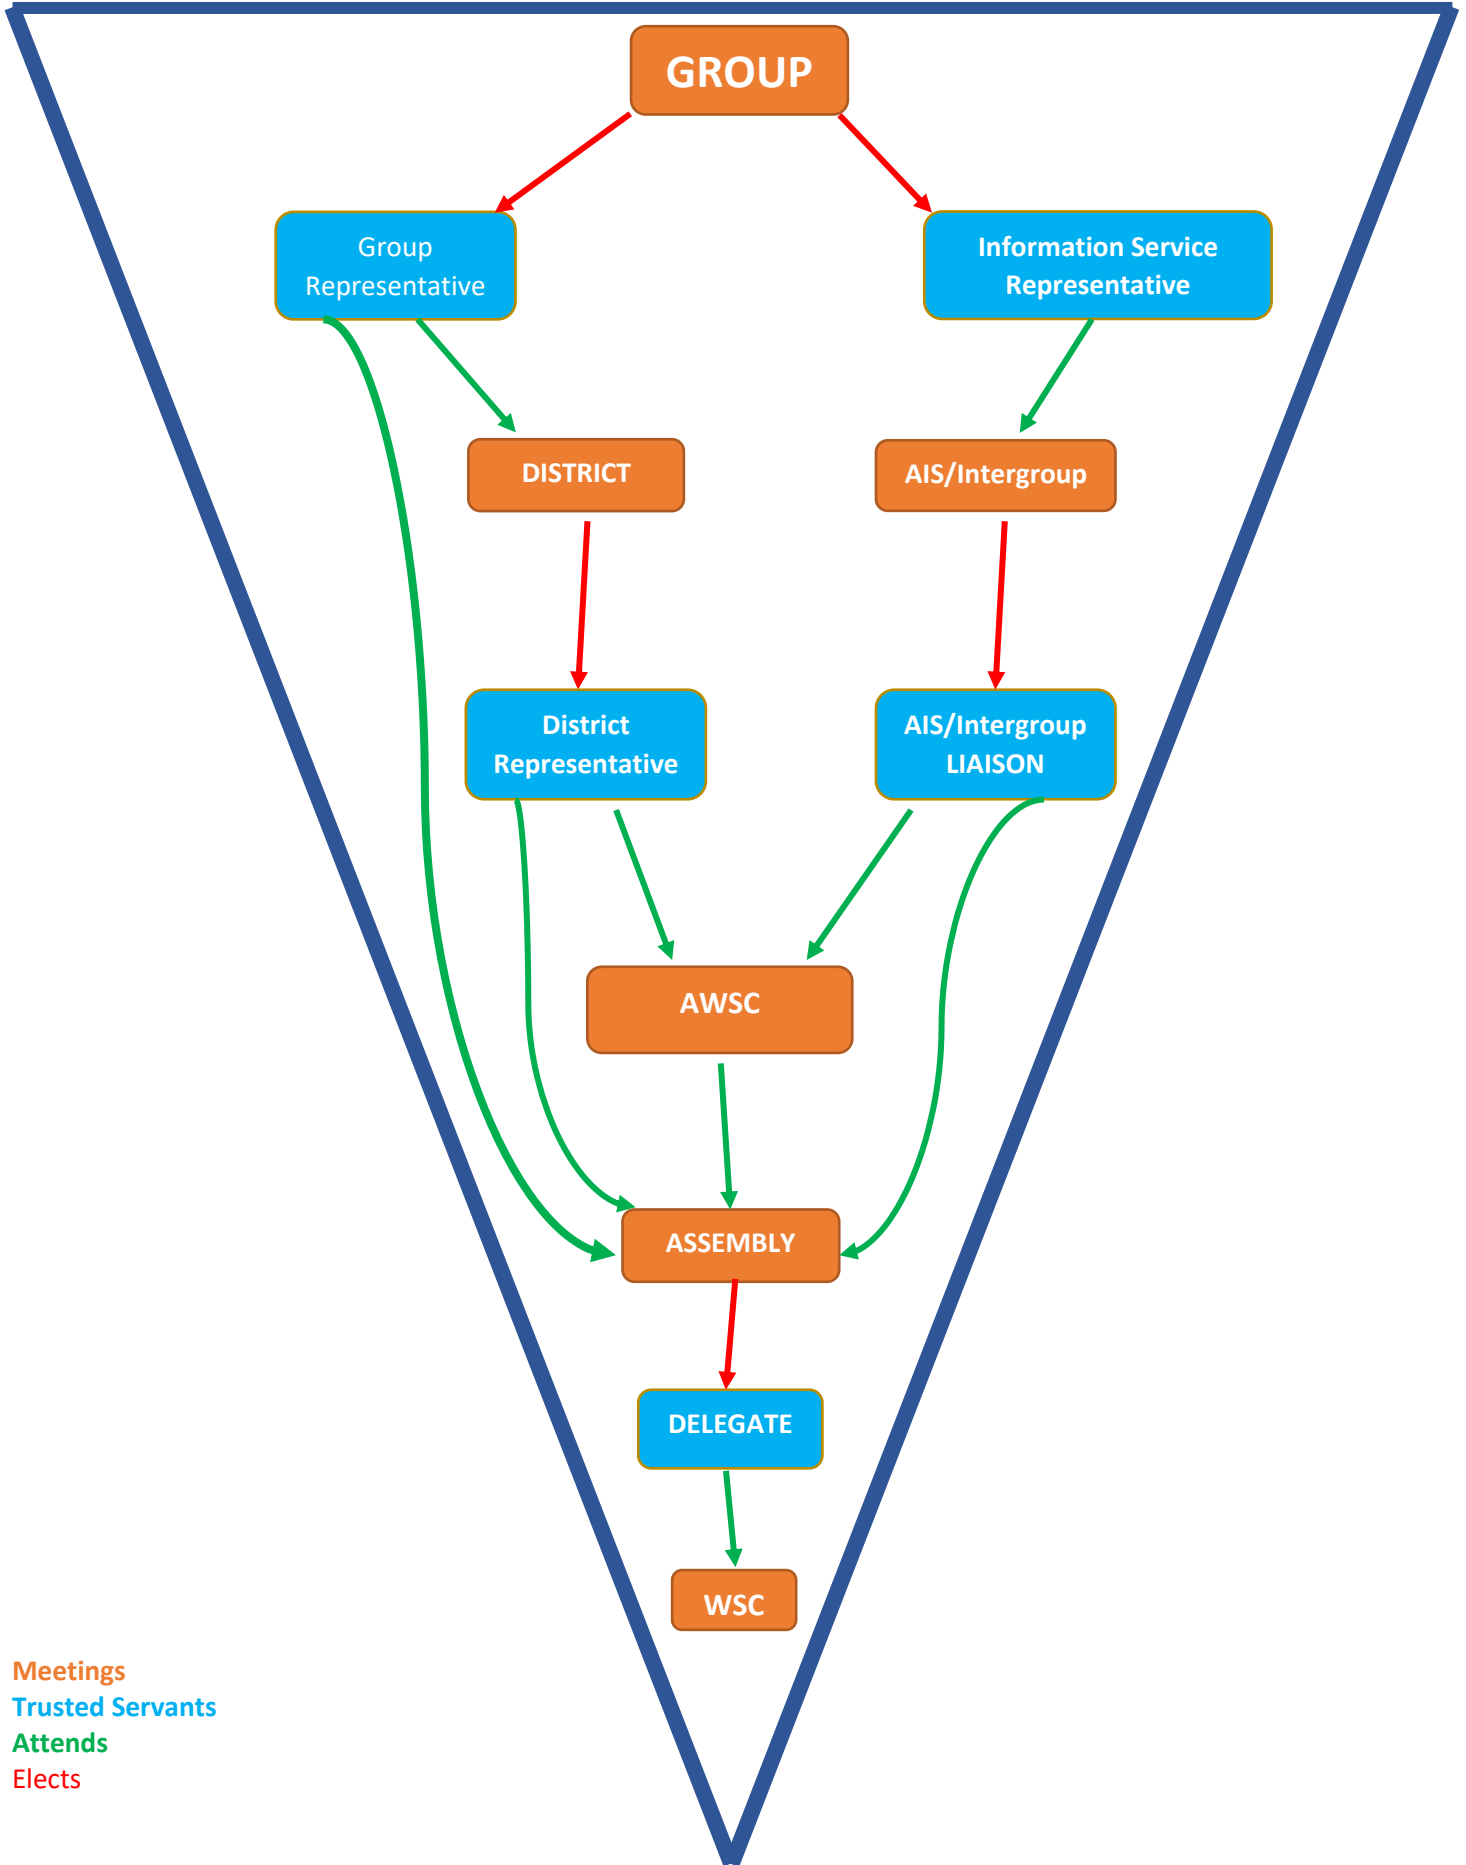 GROUP
Group
Representative
Information Service
Representative
DISTRICT
AIS/Intergroup
District
Representative
AIS/Intergroup
LIAISON
AWSC
ASSEMBLY
DELEGATE
WSC
Meetings
Trusted Servants
Attends
Elects